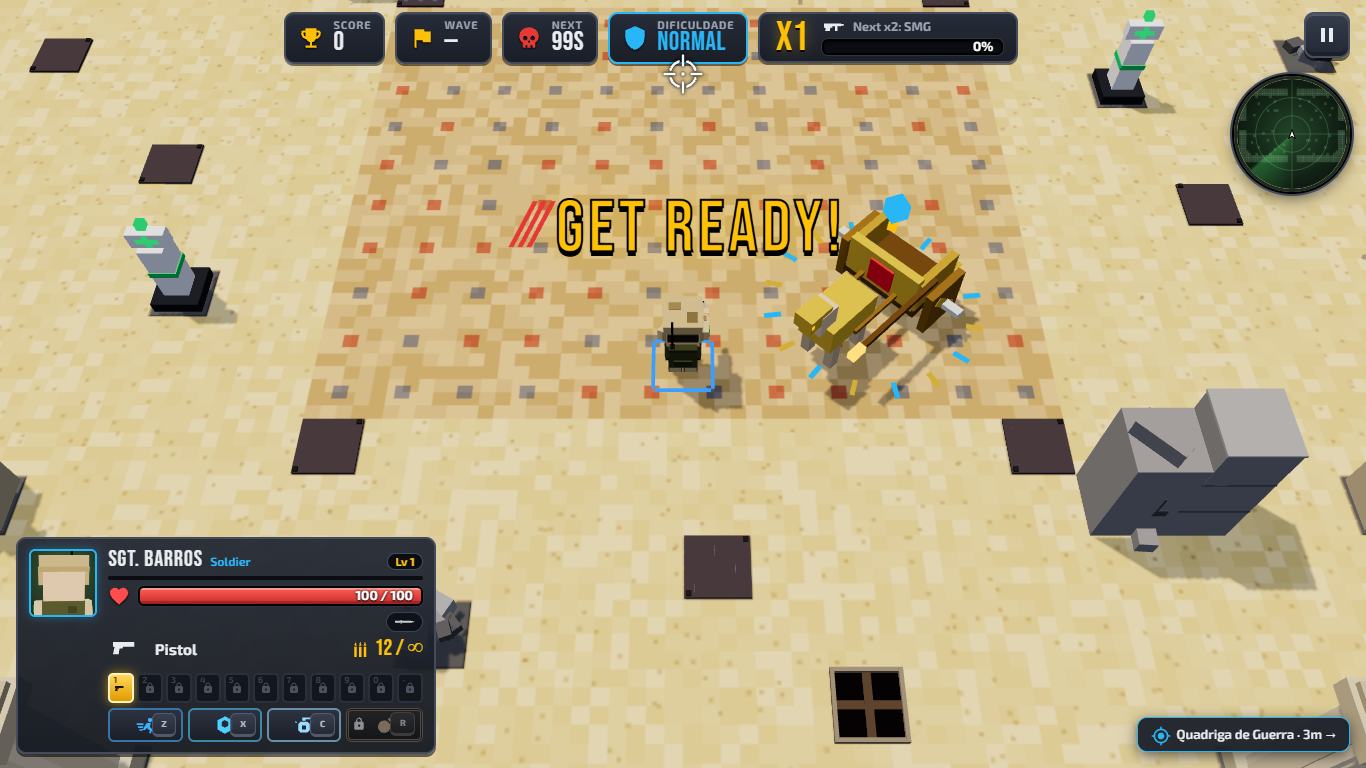 SCORE
0
WAVE
—
NEXT
99S
DIFICULDADE
NORMAL
X1
Next x2: SMG
0%
GET READY!
SGT. BARROS Soldier
Lv 1
100 / 100
Pistol
12 / ∞
1 2 3 4 5 6 7 8 9 0
Z X C R
Quadriga de Guerra · 3m →